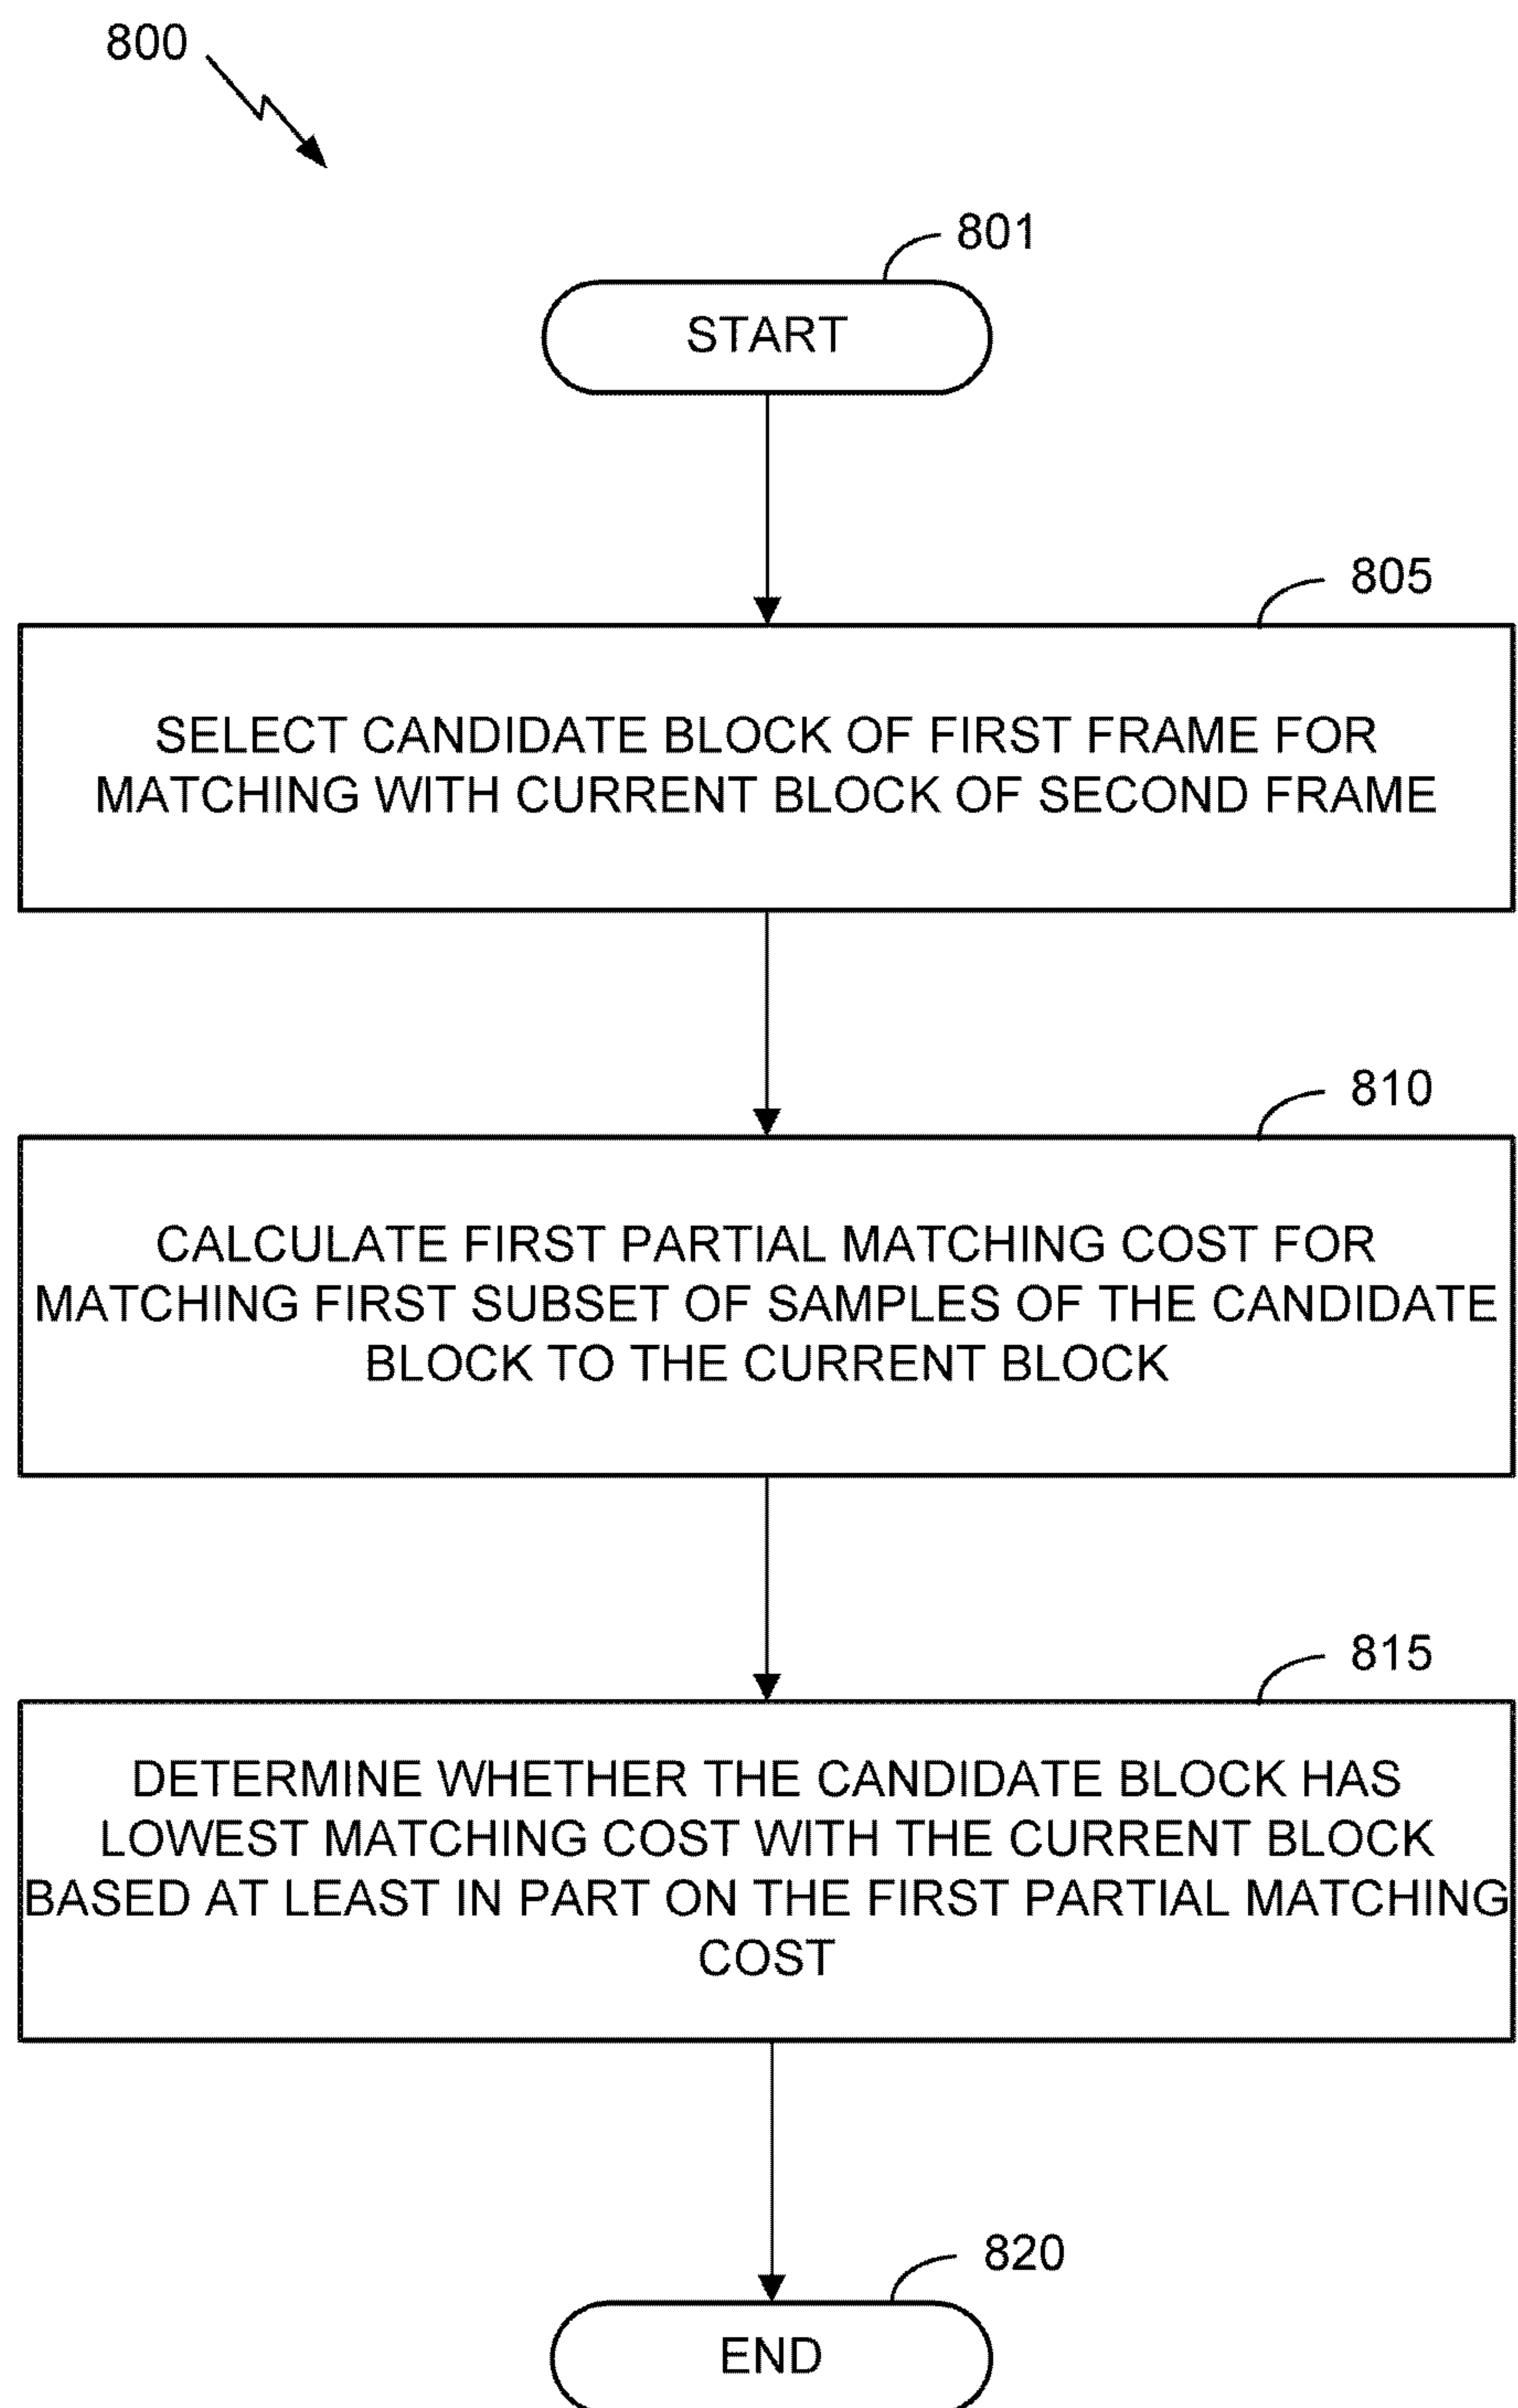 800
801
START
805
SELECT CANDIDATE BLOCK OF FIRST FRAME FOR
MATCHING WITH CURRENT BLOCK OF SECOND FRAME
810
CALCULATE FIRST PARTIAL MATCHING COST FOR
MATCHING FIRST SUBSET OF SAMPLES OF THE CANDIDATE
BLOCK TO THE CURRENT BLOCK
815
DETERMINE WHETHER THE CANDIDATE BLOCK HAS
LOWEST MATCHING COST WITH THE CURRENT BLOCK
BASED AT LEAST IN PART ON THE FIRST PARTIAL MATCHING
COST
820
END